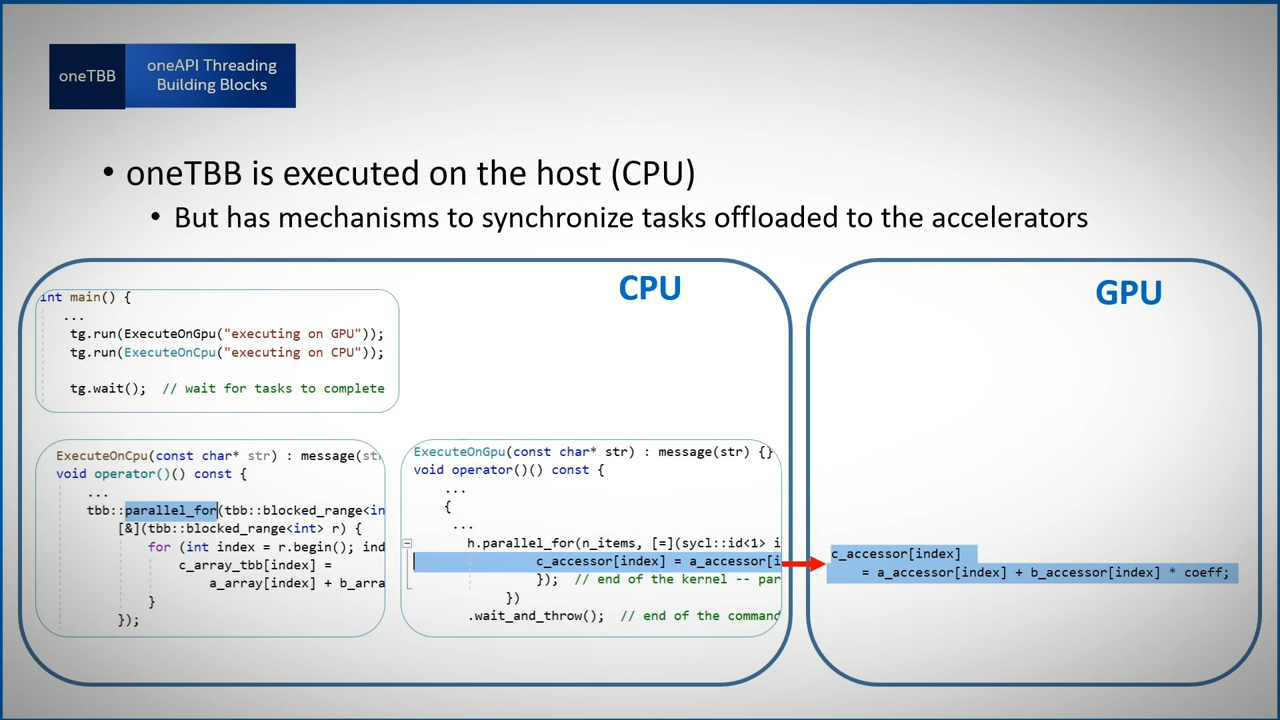 oneTBB
oneAPI Threading
Building Blocks
• oneTBB is executed on the host (CPU)
• But has mechanisms to synchronize tasks offloaded to the accelerators
CPU
int main() {
...
tg.run(ExecuteOnGpu("executing on GPU"));
tg.run(ExecuteOnCpu("executing on CPU"));
tg.wait(); // wait for tasks to complete
ExecuteOnCpu(const char* str) : message(str
void operator()() const {
...
tbb::parallel_for(tbb::blocked_range<in
[&](tbb::blocked_range<int> r) {
for (int index = r.begin(); ind
c_array_tbb[index] =
a_array[index] + b_arra
}
});
ExecuteOnGpu(const char* str) : message(str) {}
void operator()() const {
...
{
...
h.parallel_for(n_items, [=](sycl::id<1> i
c_accessor[index] = a_accessor[i
}); // end of the kernel -- par
})
.wait_and_throw(); // end of the command
GPU
c_accessor[index]
= a_accessor[index] + b_accessor[index] * coeff;